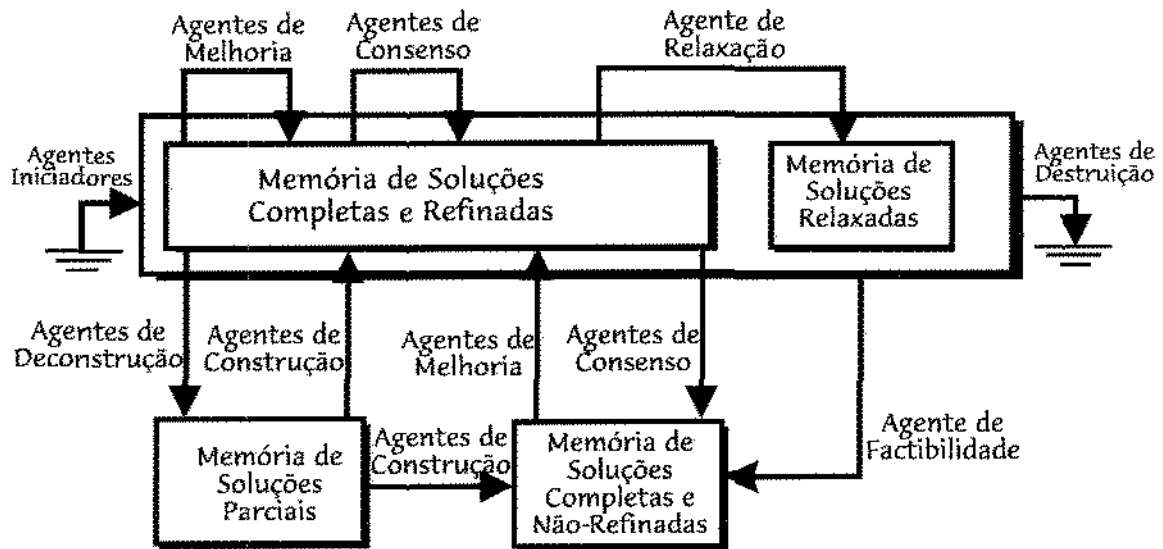 Agentes de
Melhoria
Agentes de
Consenso
Agente de
Relaxação
Agentes
Iniciadores
Memória de Soluções
Completas e Refinadas
Memória de
Soluções
Relaxadas
Agentes de
Destruição
Agentes de
Deconstrução
Agentes de
Construção
Agentes de
Melhoria
Agentes de
Consenso
Agente de
Factibilidade
Memória de
Soluções
Parciais
Agentes de
Construção
Memória de
Soluções
Completas e
Não-Refinadas